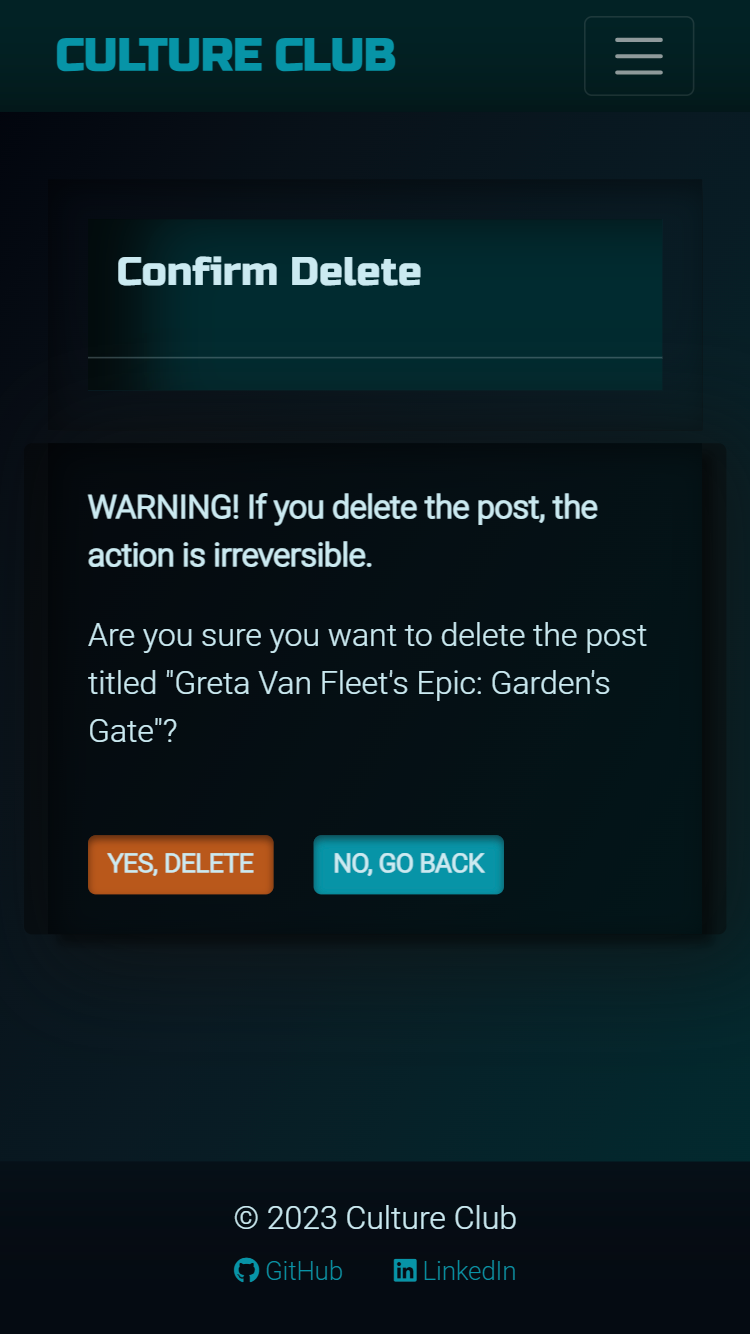 CULTURE CLUB
Confirm Delete
WARNING! If you delete the post, the
action is irreversible.
Are you sure you want to delete the post
titled "Greta Van Fleet's Epic: Garden's
Gate"?
YES, DELETE
NO, GO BACK
© 2023 Culture Club
GitHub
LinkedIn